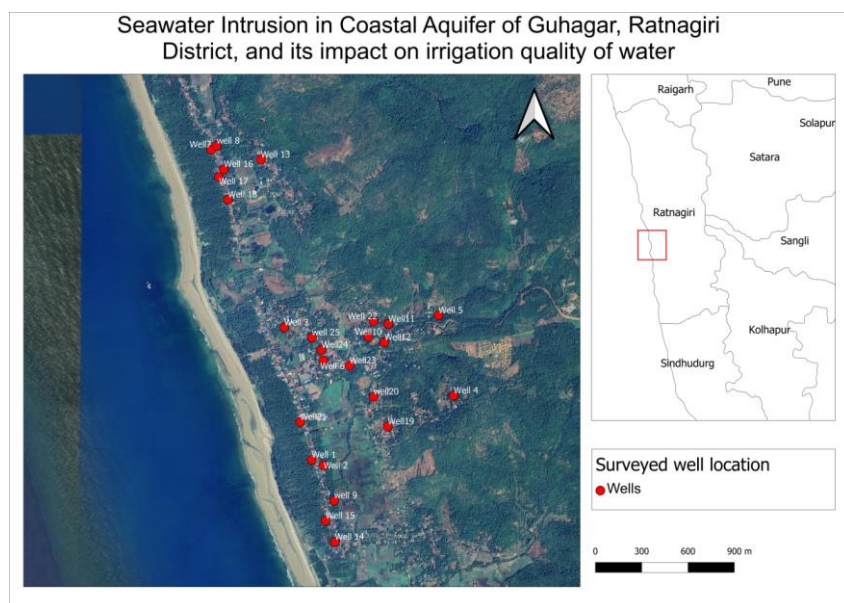 Seawater Intrusion in Coastal Aquifer of Guhagar, Ratnagiri
District, and its impact on irrigation quality of water
Well7
well 8
Well 13
Well 16
Well 17
Well 18
Well 3
well 25
Well24
Well 6
Well23
Well 22
Well11
Well10
Well12
Well 5
well20
Well 4
Well19
Well21
Well 1
Well 2
well 9
Well 15
Well 14
Pune
Raigarh
Solapur
Satara
Ratnagiri
Sangli
Kolhapur
Sindhudurg
Surveyed well location
Wells
0 300 600 900 m